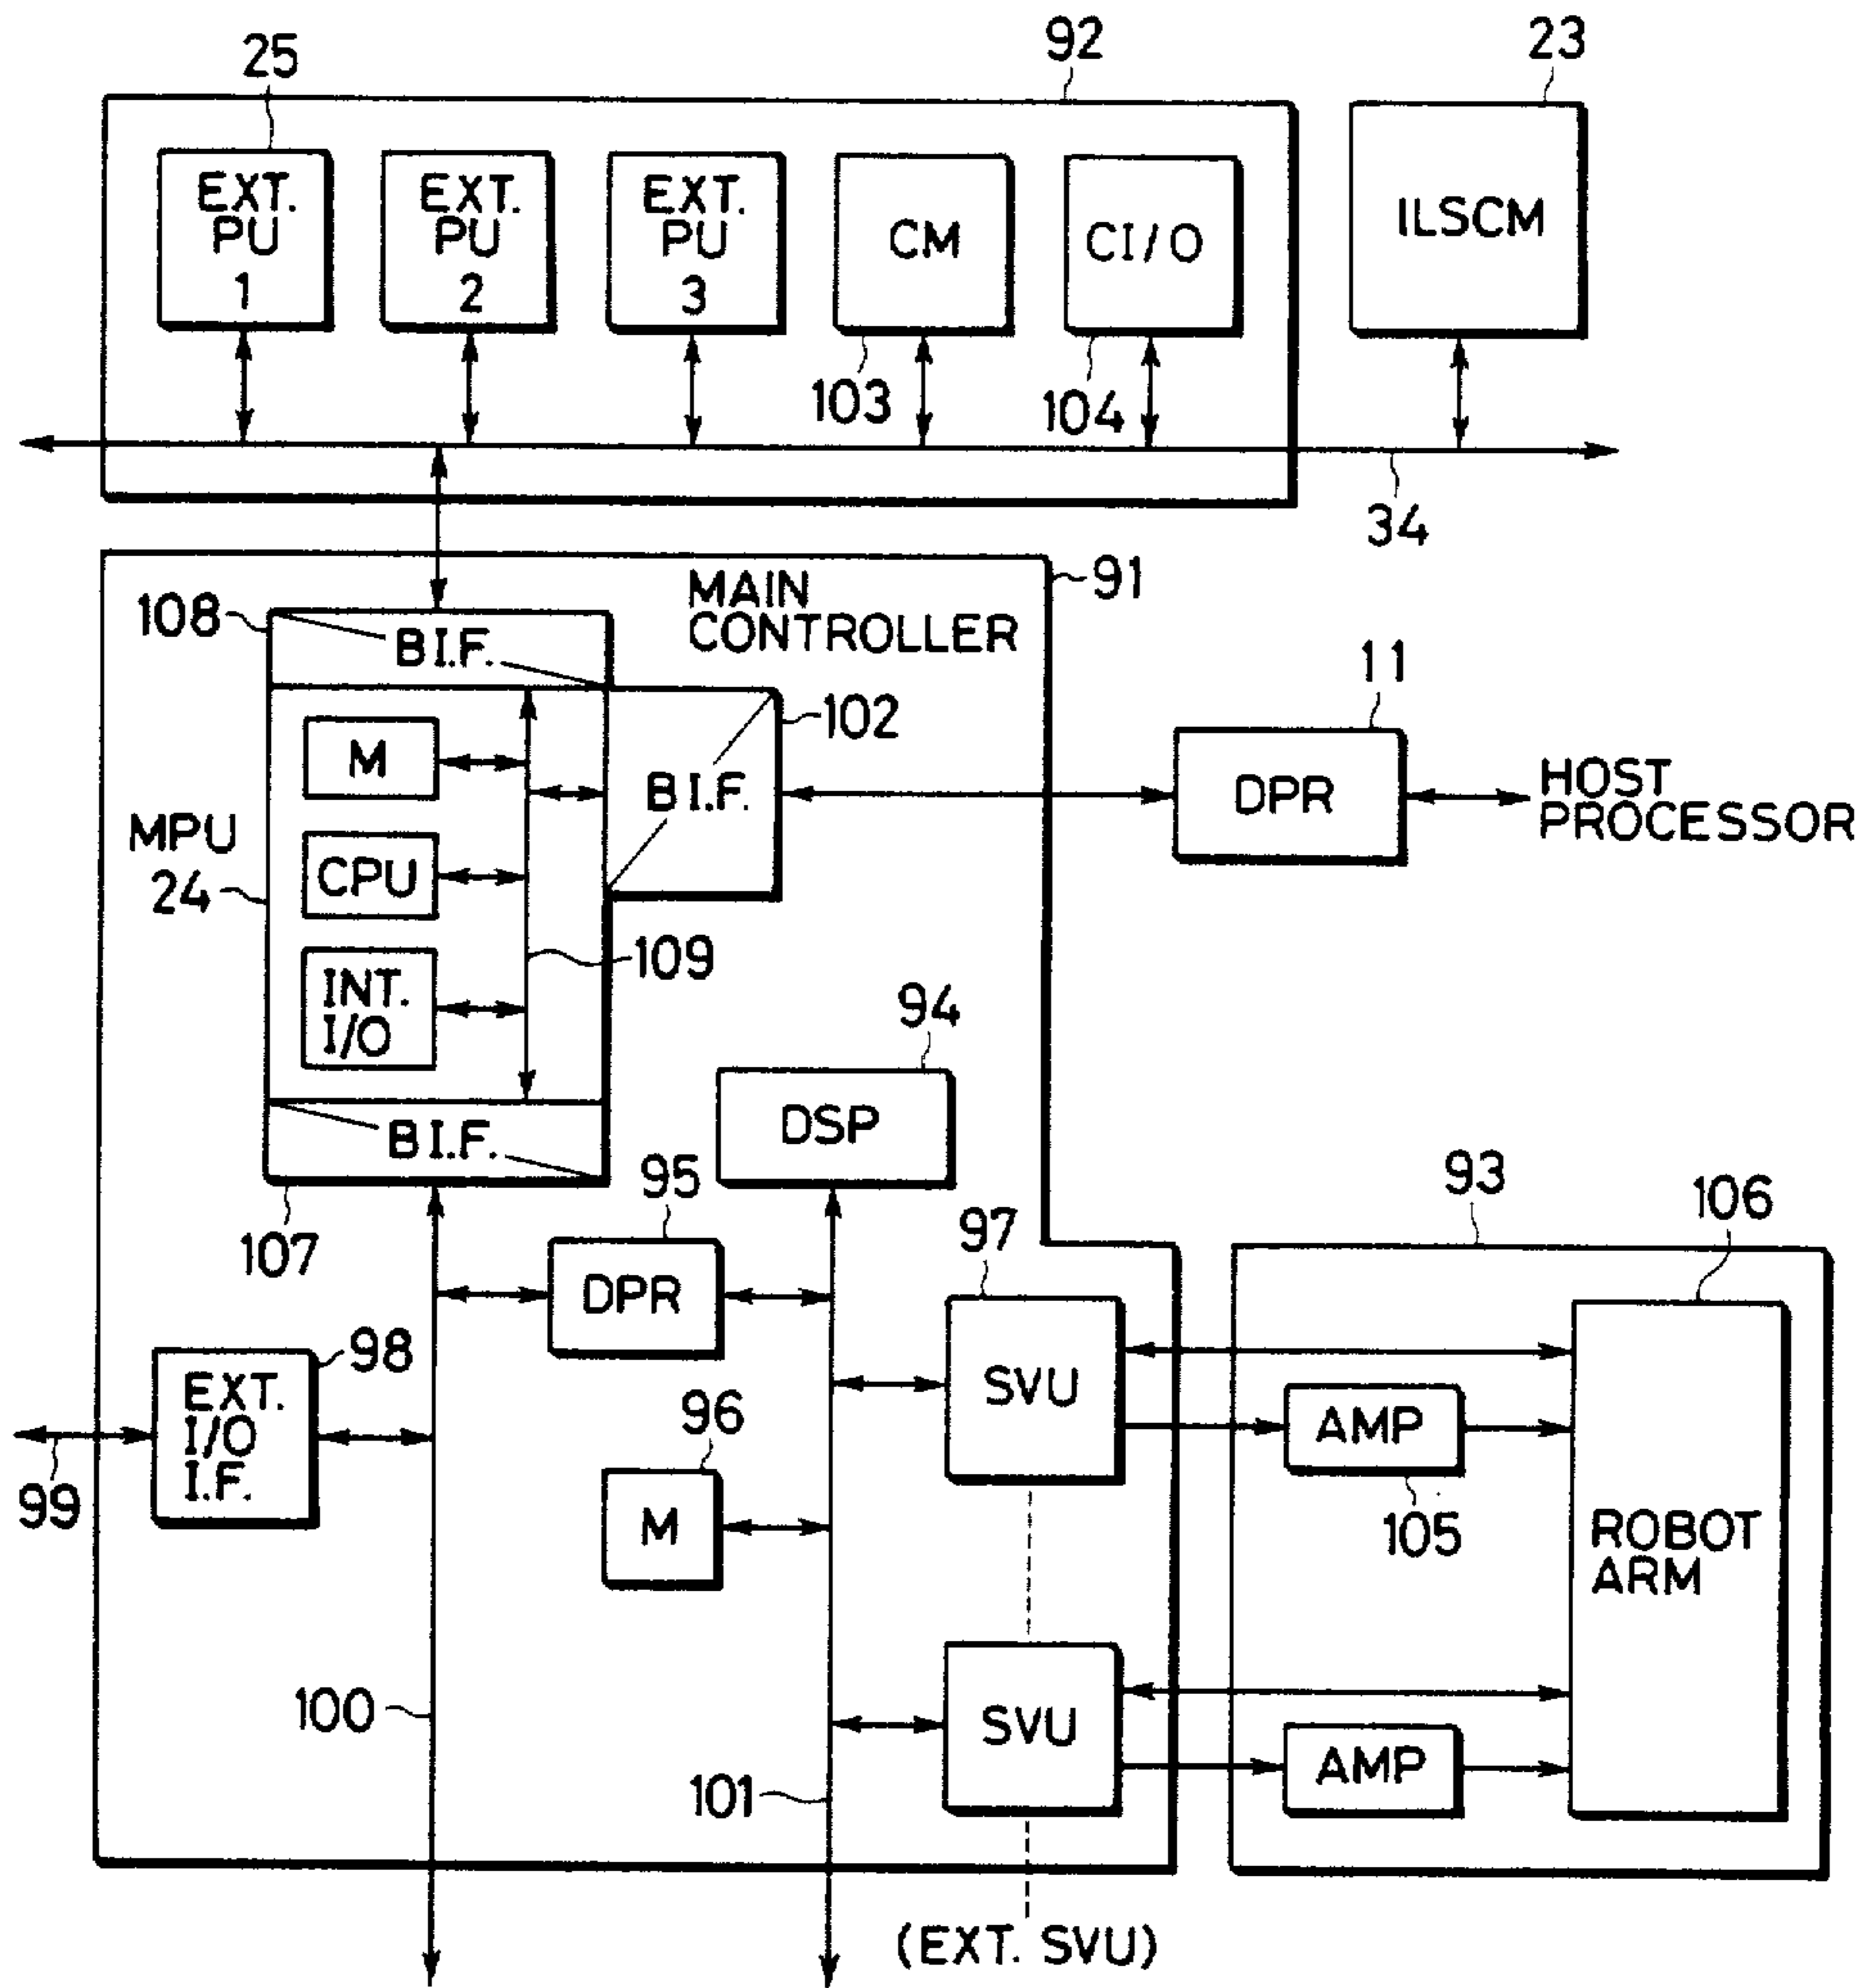 25
92
23
EXT.
PU
1
EXT.
PU
2
EXT.
PU
3
CM
CI/O
ILSCM
103
104
34
MAIN
CONTROLLER
91
108
B.I.F.
102
11
M
B.I.F.
DPR
HOST
PROCESSOR
MPU
24
CPU
109
INT.
I/O
94
DSP
B.I.F.
107
95
97
93
106
DPR
98
EXT.
I/O
I.F.
99
SVU
AMP
105
96
M
ROBOT
ARM
100
101
SVU
AMP
(EXT. SVU)